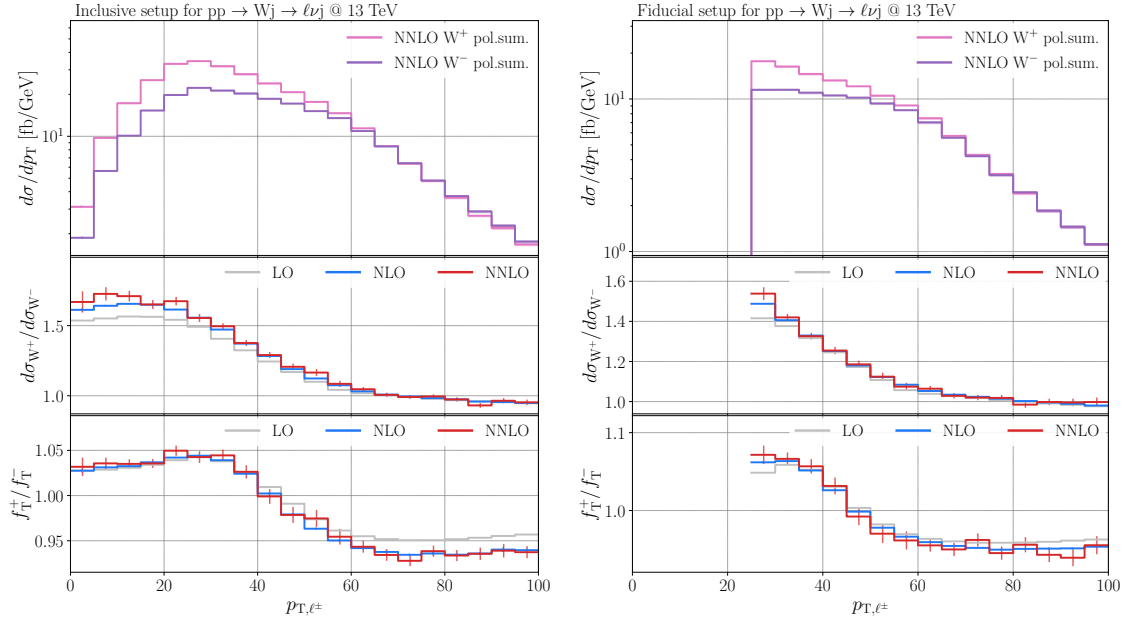 Inclusive setup for pp → Wj → ℓνj @ 13 TeV
NNLO W⁺ pol.sum.
NNLO W⁻ pol.sum.
dσ/dp_T [fb/GeV]
10¹
LO NLO NNLO
dσ_W⁺/dσ_W⁻
1.5
1.0
LO NLO NNLO
f_T⁺/f_T⁻
1.05
1.00
0.95
0 20 40 60 80 100
p_T,ℓ±
Fiducial setup for pp → Wj → ℓνj @ 13 TeV
NNLO W⁺ pol.sum.
NNLO W⁻ pol.sum.
dσ/dp_T [fb/GeV]
10¹
10⁰
LO NLO NNLO
dσ_W⁺/dσ_W⁻
1.6
1.4
1.2
1.0
LO NLO NNLO
f_T⁺/f_T⁻
1.1
1.0
0 20 40 60 80 100
p_T,ℓ±